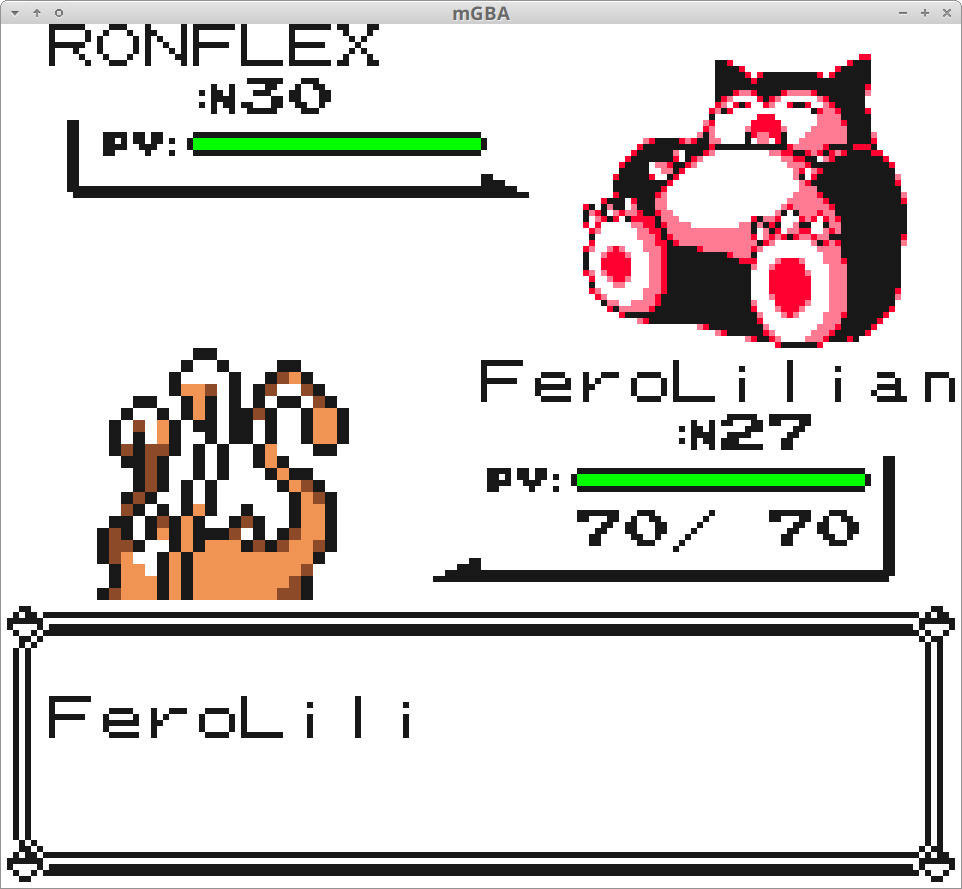 mGBA
RONFLEX
:N30
PV:
FeroLilian
:N27
PV:
70/ 70
FeroLili